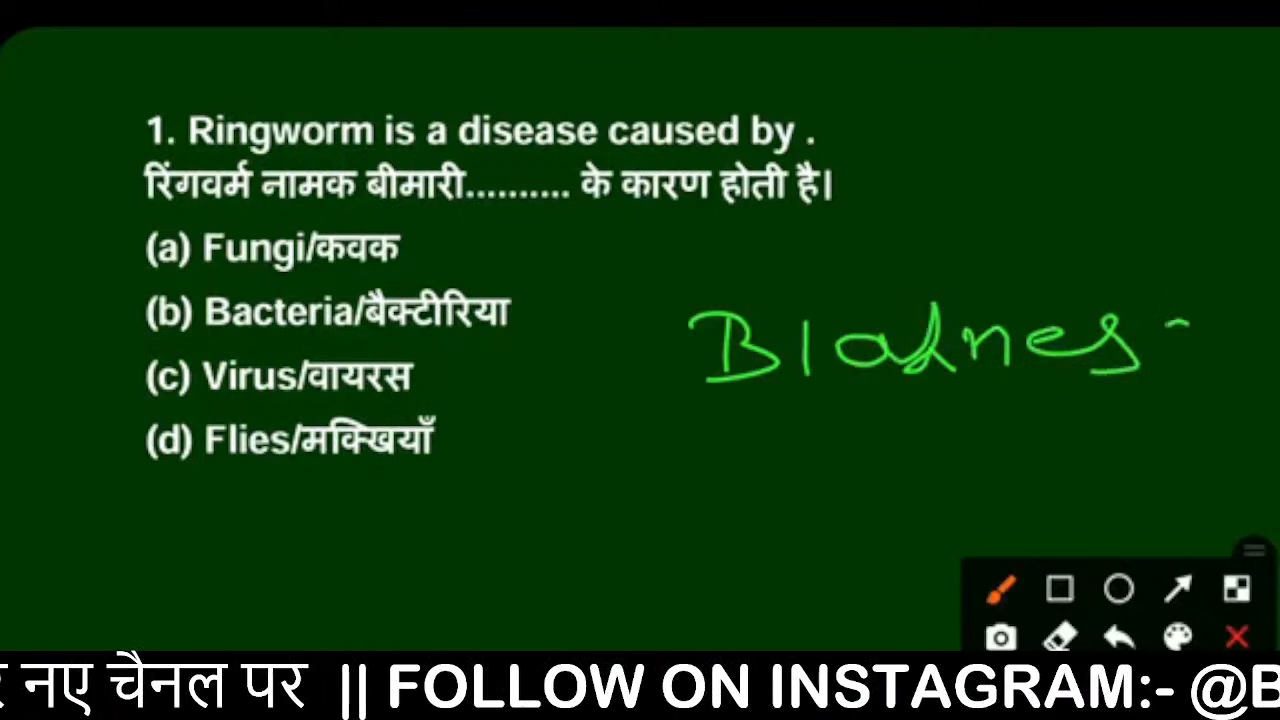 1. Ringworm is a disease caused by .
रिंगवर्म नामक बीमारी.......... के कारण होती है।
(a) Fungi/कवक
(b) Bacteria/बैक्टीरिया
(c) Virus/वायरस
(d) Flies/मक्खियाँ
नए चैनल पर || FOLLOW ON INSTAGRAM:- @B